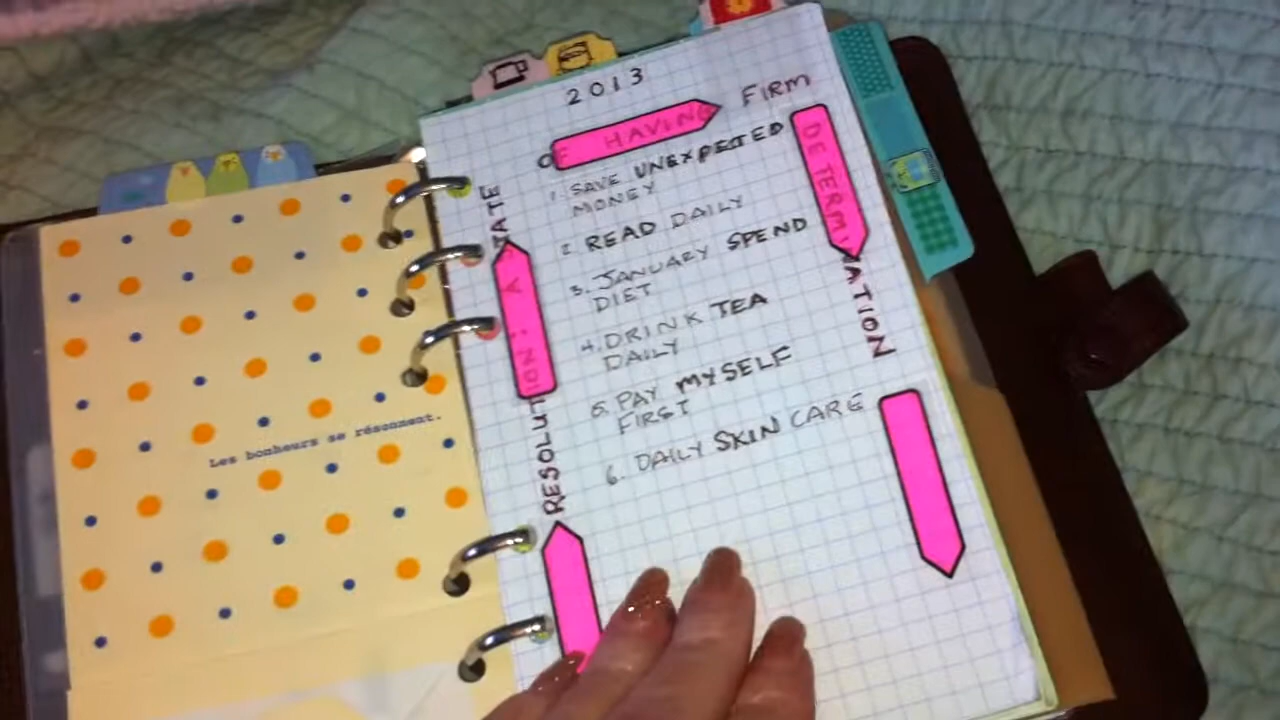 Les bonheurs se résonnent.
2013
RESOLUTION: A STATE
OF HAVING FIRM
DETERMINATION
1. SAVE UNEXPECTED
MONEY
2. READ DAILY
3. JANUARY SPEND
DIET
4. DRINK TEA
DAILY
5. PAY MYSELF
FIRST
6. DAILY SKIN CARE